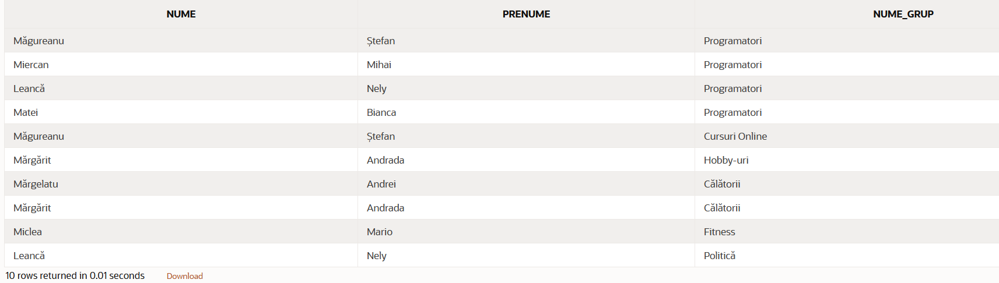 NUME PRENUME NUME_GRUP
Măgureanu Ștefan Programatori
Miercan Mihai Programatori
Leancă Nely Programatori
Matei Bianca Programatori
Măgureanu Ștefan Cursuri Online
Mărgărit Andrada Hobby-uri
Mărgelatu Andrei Călătorii
Mărgărit Andrada Călătorii
Miclea Mario Fitness
Leancă Nely Politică
10 rows returned in 0.01 seconds Download